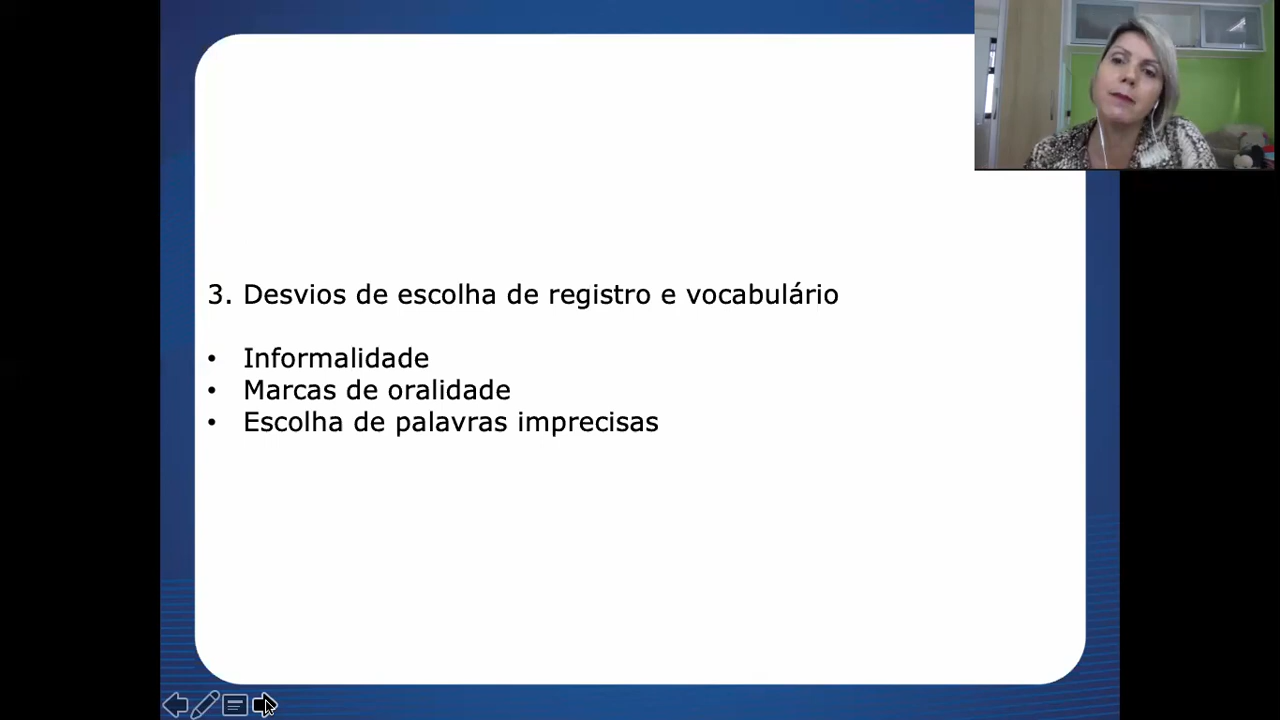 3. Desvios de escolha de registro e vocabulário
• Informalidade
• Marcas de oralidade
• Escolha de palavras imprecisas